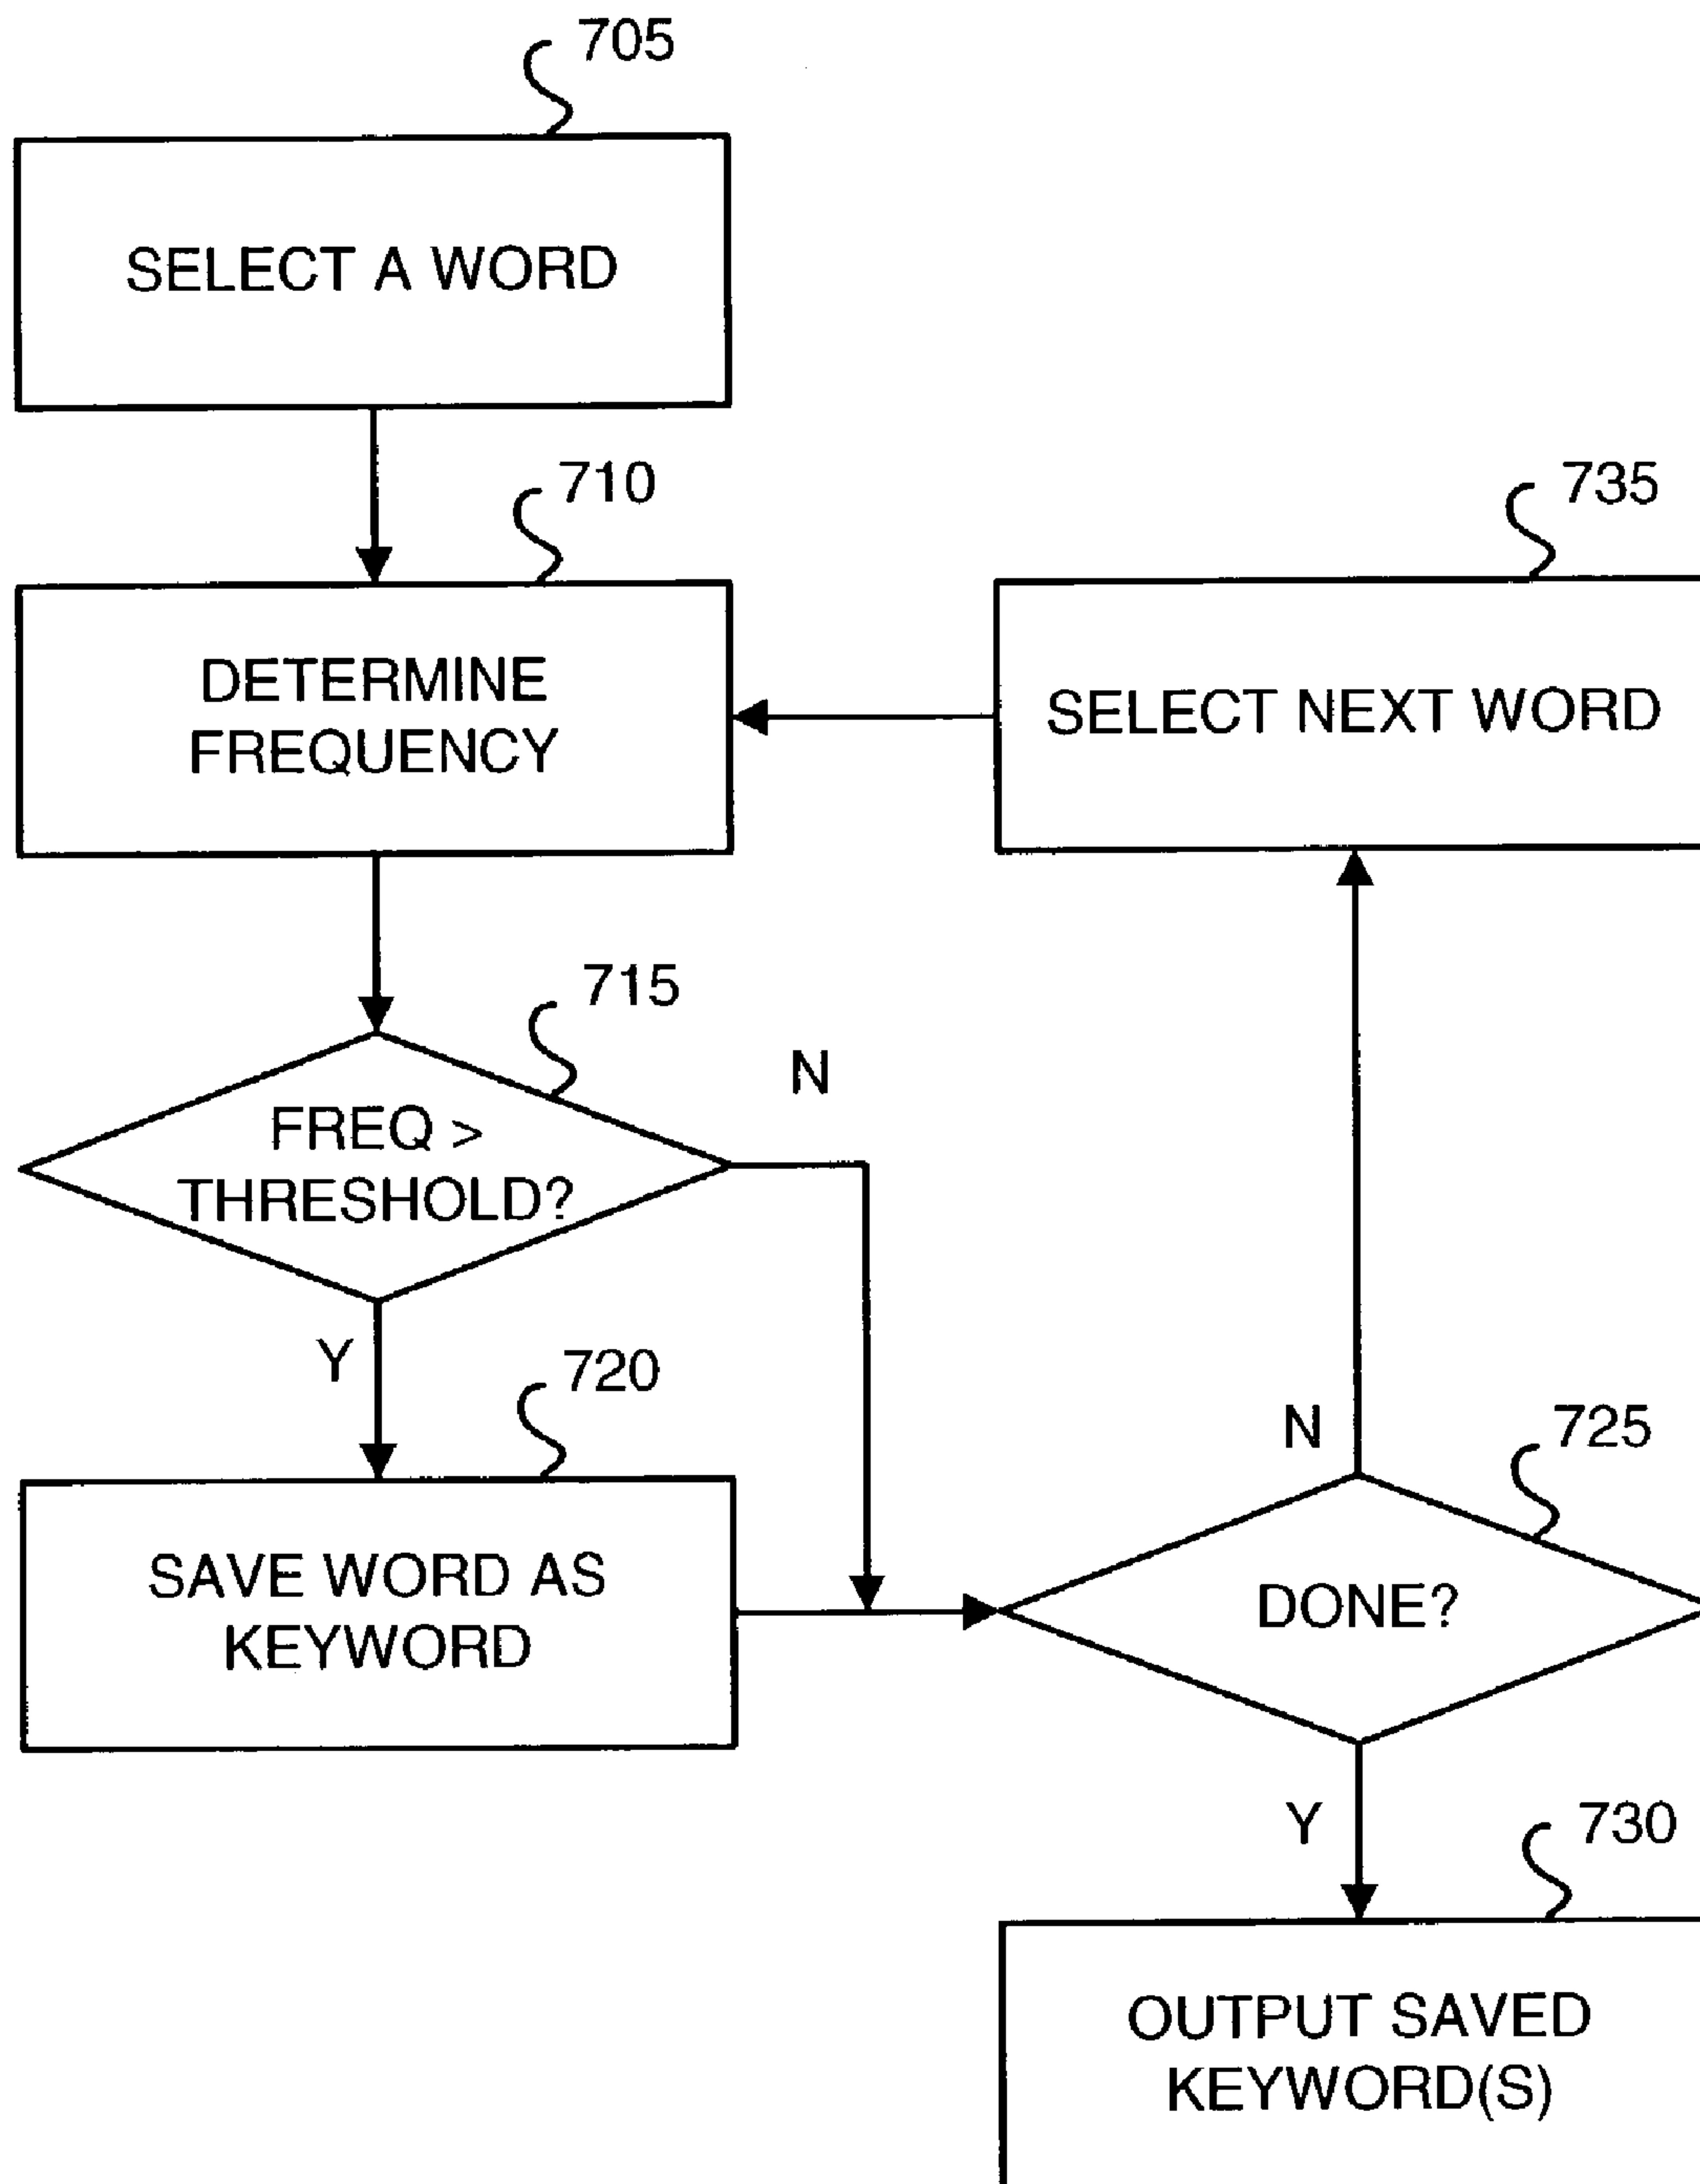 705
SELECT A WORD
710
DETERMINE
FREQUENCY
735
SELECT NEXT WORD
715
FREQ >
THRESHOLD?
N
Y
720
SAVE WORD AS
KEYWORD
N
725
DONE?
Y
730
OUTPUT SAVED
KEYWORD(S)